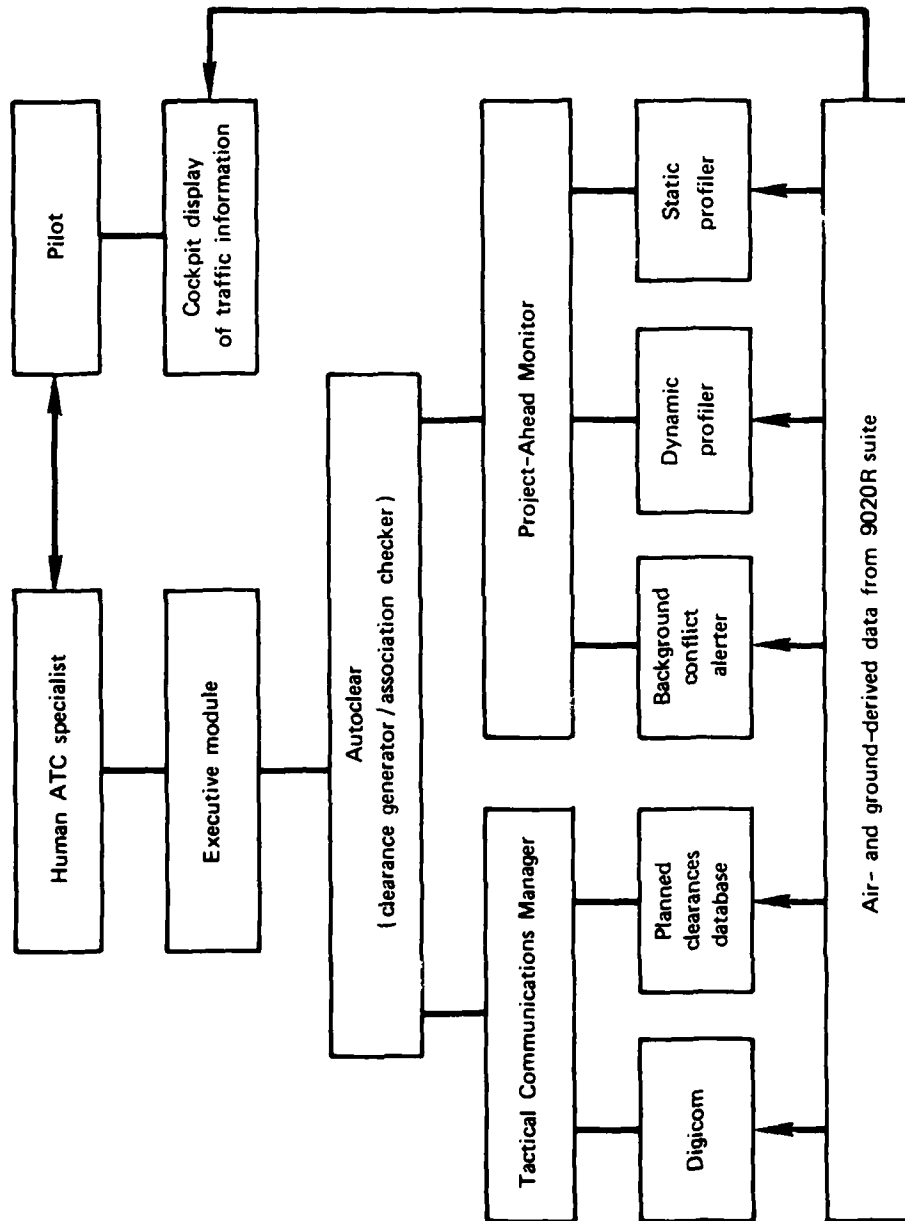 Human ATC specialist
Pilot
Executive module
Cockpit display
of traffic information
Autoclear
(clearance generator/association checker)
Tactical Communications Manager
Project-Ahead Monitor
Digicom
Planned
clearances
database
Background
conflict
alerter
Dynamic
profiler
Static
profiler
Air- and ground-derived data from 9020R suite